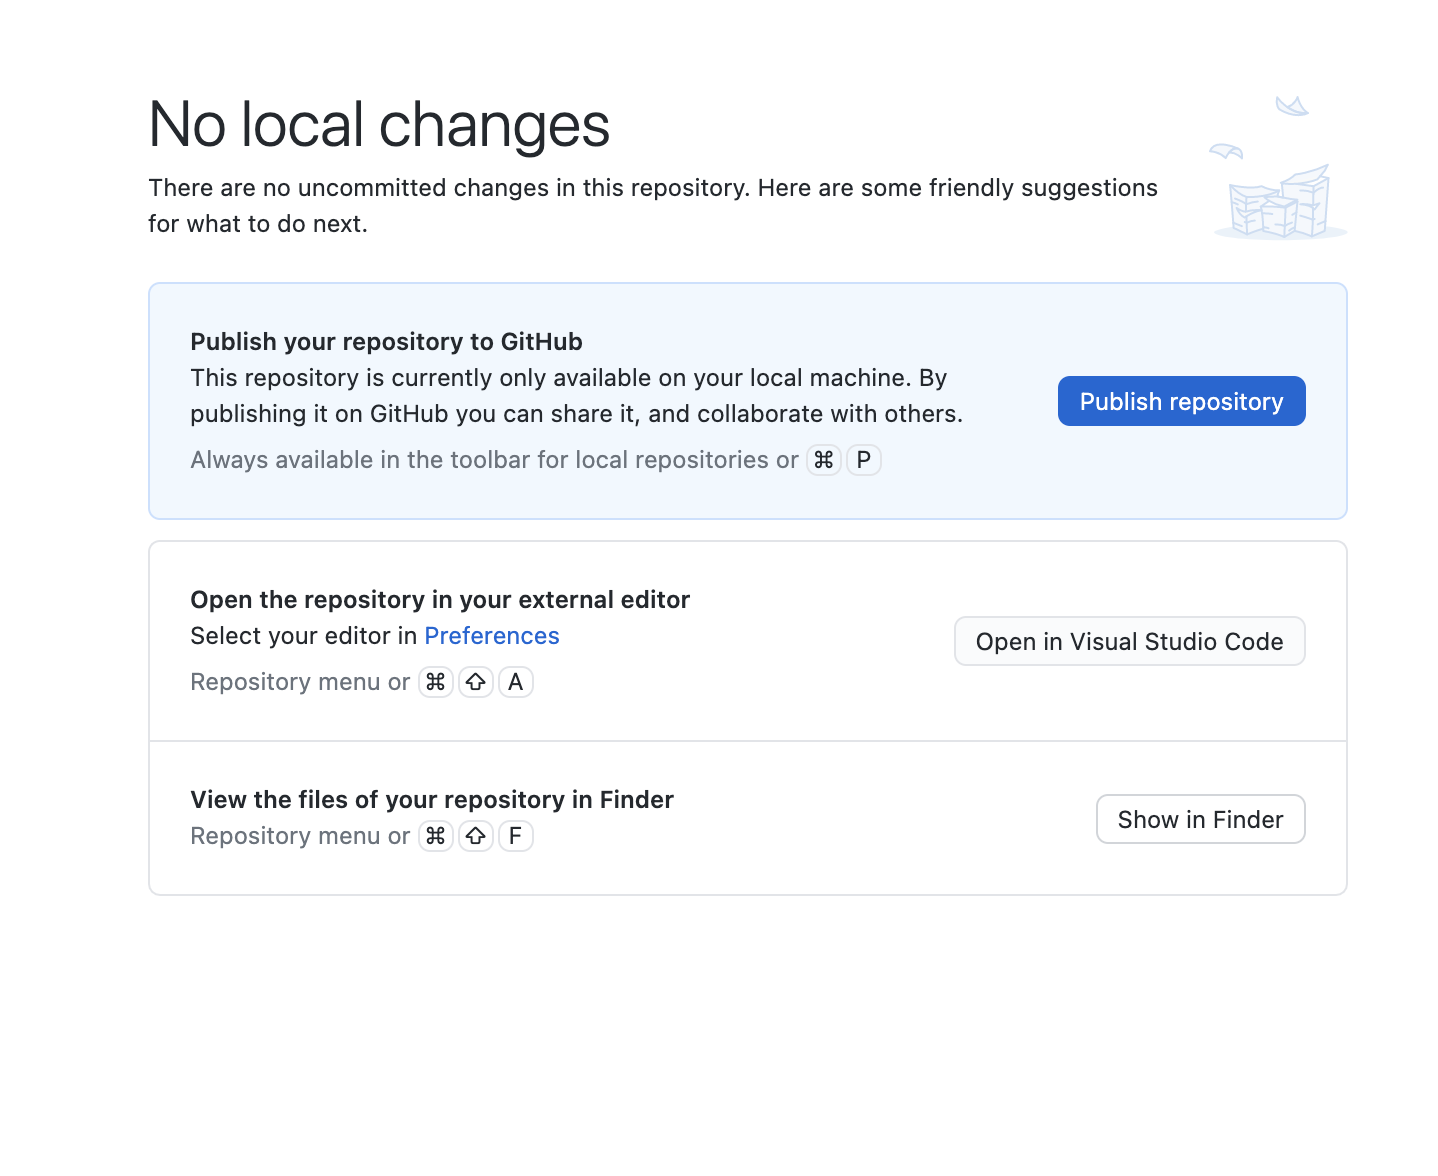 No local changes
There are no uncommitted changes in this repository. Here are some friendly suggestions
for what to do next.
Publish your repository to GitHub
This repository is currently only available on your local machine. By
publishing it on GitHub you can share it, and collaborate with others.
Publish repository
Always available in the toolbar for local repositories or ⌘ P
Open the repository in your external editor
Select your editor in Preferences
Open in Visual Studio Code
Repository menu or ⌘ ⇧ A
View the files of your repository in Finder
Show in Finder
Repository menu or ⌘ ⇧ F